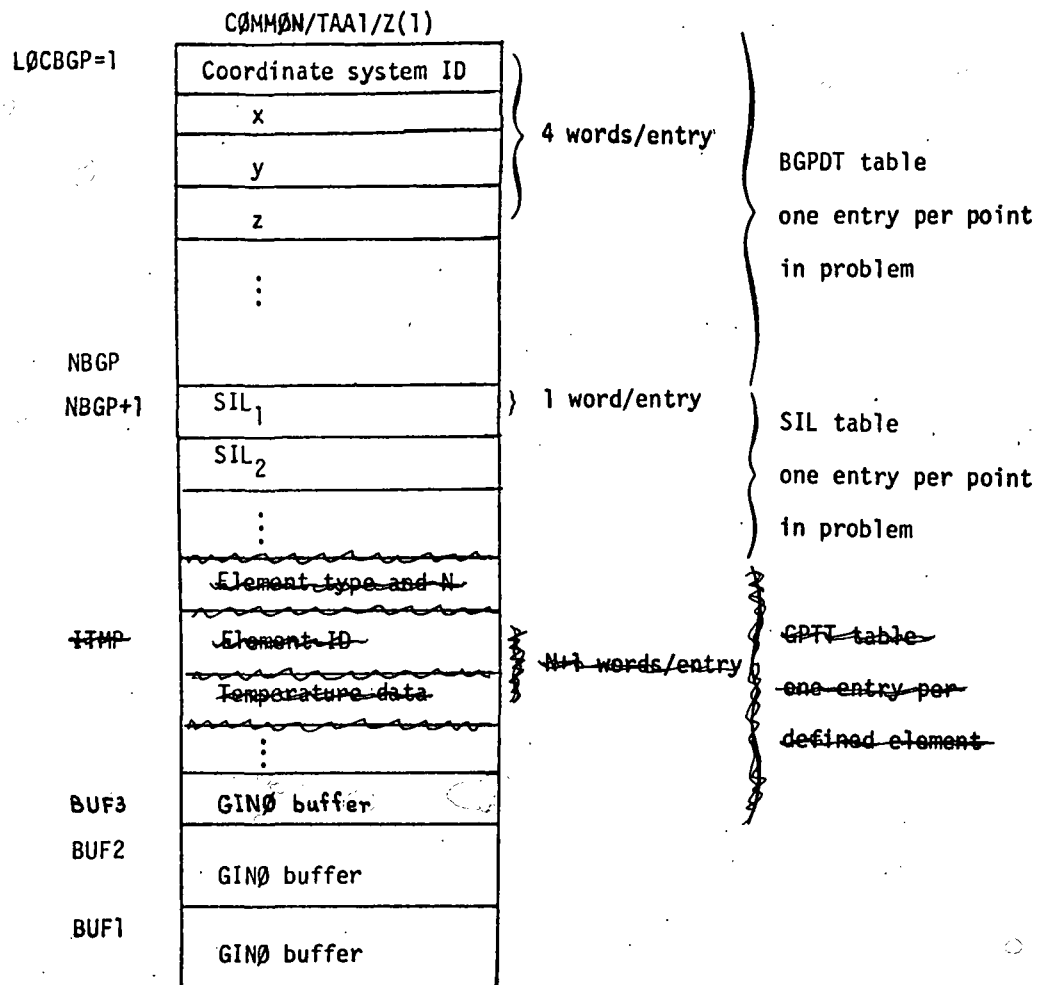 CØMMØN/TAA1/Z(1)
LØCBGP=1
Coordinate system ID
x
y
z
4 words/entry
BGPDT table
one entry per point
in problem
⋮
NBGP
NBGP+1
SIL1
} 1 word/entry
SIL2
SIL table
one entry per point
in problem
⋮
Element type and N
ITMP
Element ID
N+1 words/entry
GPTT table
Temperature data
one entry per
defined element
⋮
BUF3
GINØ buffer
BUF2
GINØ buffer
BUF1
GINØ buffer